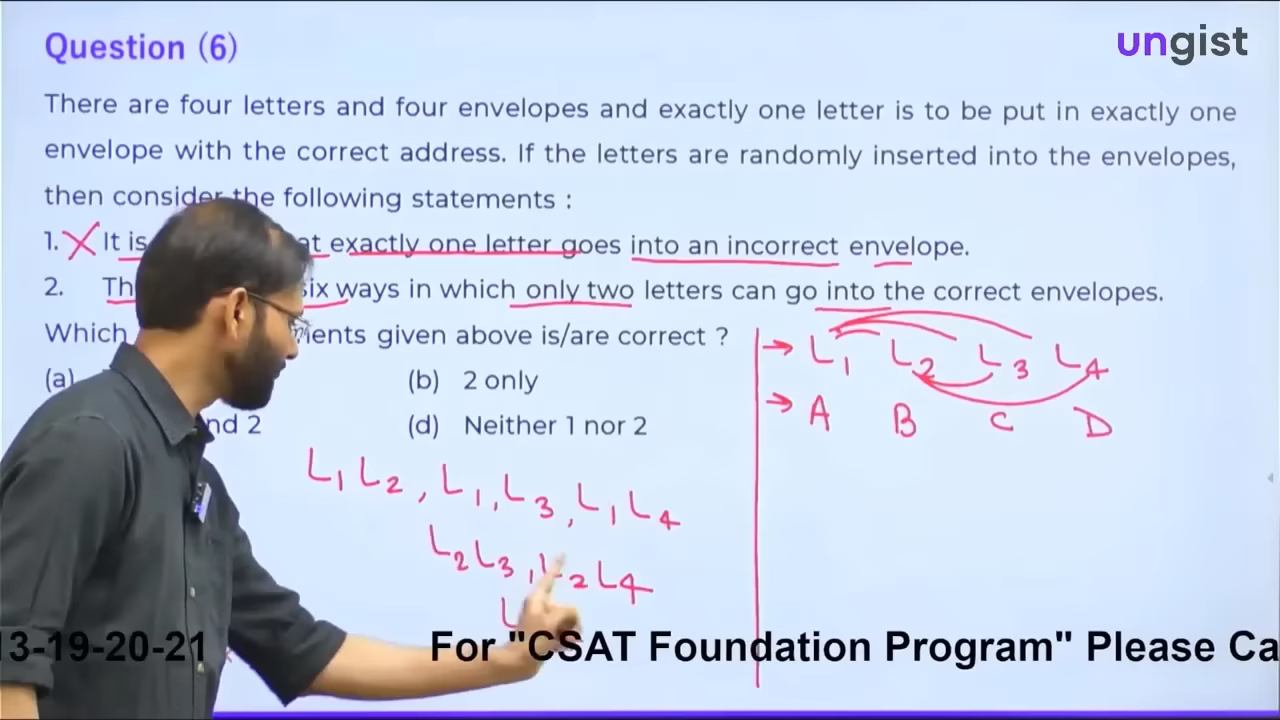 Question (6)
ungist
There are four letters and four envelopes and exactly one letter is to be put in exactly one
envelope with the correct address. If the letters are randomly inserted into the envelopes,
then consider the following statements :
1. X It is at exactly one letter goes into an incorrect envelope.
2. Th six ways in which only two letters can go into the correct envelopes.
Which ments given above is/are correct ?
(a) (b) 2 only
nd 2 (d) Neither 1 nor 2
→ L1 L2 L3 L4
→ A B C D
L1 L2, L1, L3, L1 L4
L2 L3, L2 L4
L
13-19-20-21 For "CSAT Foundation Program" Please Ca